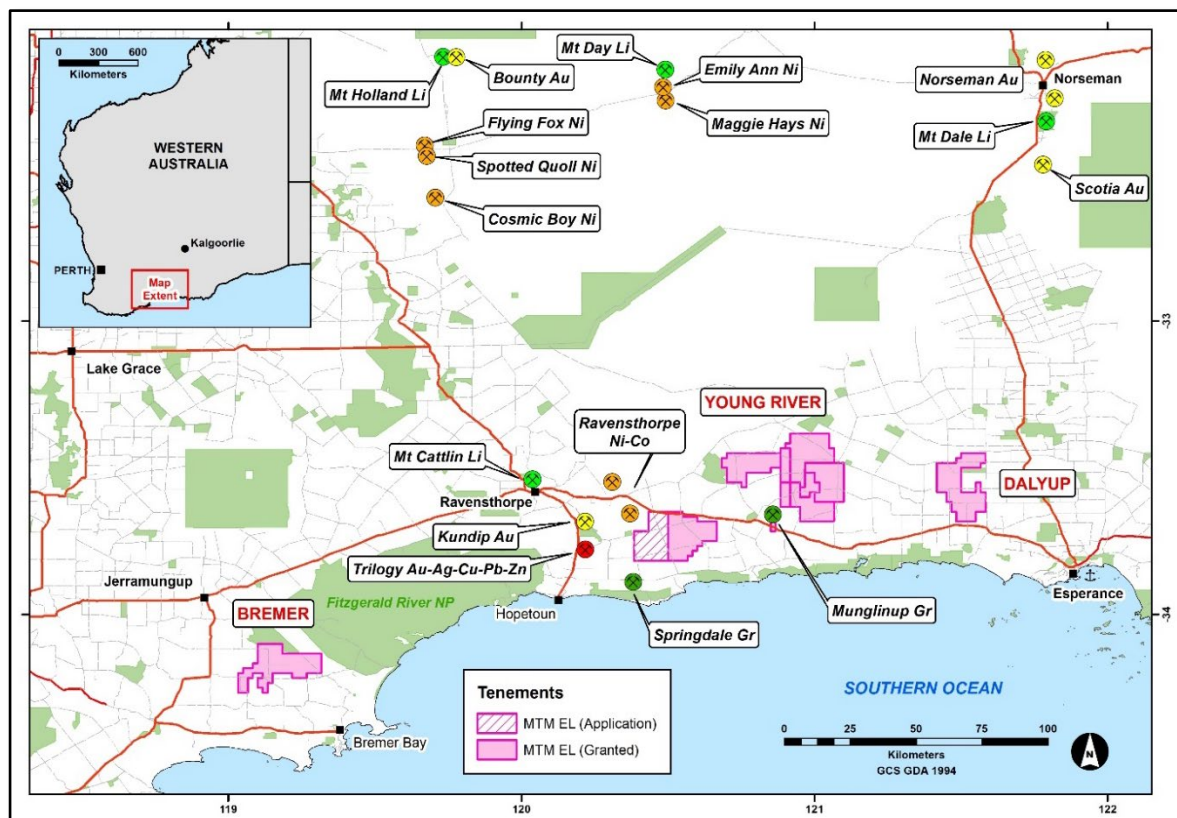 0 300 600
Kilometers
WESTERN
AUSTRALIA
Kalgoorlie
PERTH
Map
Extent
Mt Holland Li
Bounty Au
Mt Day Li
Emily Ann Ni
Maggie Hays Ni
Norseman Au
Norseman
Mt Dale Li
Scotia Au
Flying Fox Ni
Spotted Quoll Ni
Cosmic Boy Ni
-33
Lake Grace
YOUNG RIVER
Ravensthorpe
Ni-Co
Mt Cattlin Li
Ravensthorpe
DALYUP
Kundip Au
Trilogy Au-Ag-Cu-Pb-Zn
Jerramungup
Fitzgerald River NP
Hopetoun
Springdale Gr
Munglinup Gr
Esperance
-34
BREMER
Bremer Bay
Tenements
MTM EL (Application)
MTM EL (Granted)
SOUTHERN OCEAN
0 25 50 75 100
Kilometers
GCS GDA 1994
N
119 120 121 122